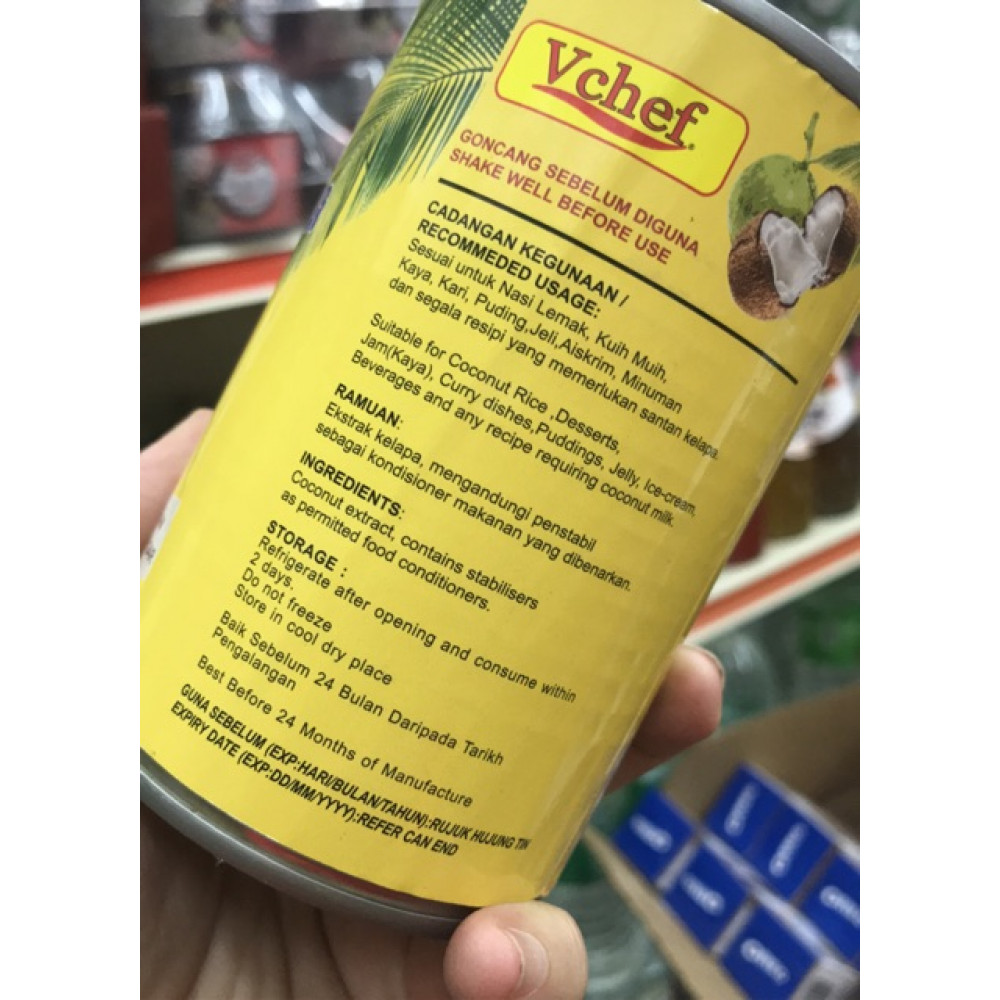 Vchef
GONCANG SEBELUM DIGUNA
SHAKE WELL BEFORE USE
CADANGAN KEGUNAAN /
RECOMMEDED USAGE:
Sesuai untuk Nasi Lemak, Kuih Muih,
Kaya, Kari, Puding,Jeli,Aiskrim, Minuman
dan segala resipi yang memerlukan santan kelapa.
Suitable for Coconut Rice ,Desserts,
Jam(Kaya), Curry dishes,Puddings, Jelly, Ice-cream,
Beverages and any recipe requiring coconut milk.
RAMUAN:
Ekstrak kelapa, mengandungi penstabil
sebagai kondisioner makanan yang dibenarkan.
INGREDIENTS:
Coconut extract, contains stabilisers
as permitted food conditioners.
STORAGE :
Refrigerate after opening and consume within
2 days.
Do not freeze
Store in cool dry place
Baik Sebelum 24 Bulan Daripada Tarikh
Pengalangan
Best Before 24 Months of Manufacture
GUNA SEBELUM (EXP:HARI/BULAN/TAHUN):RUJUK HUJUNG TIN
EXPIRY DATE (EXP:DD/MM/YYYY):REFER CAN END